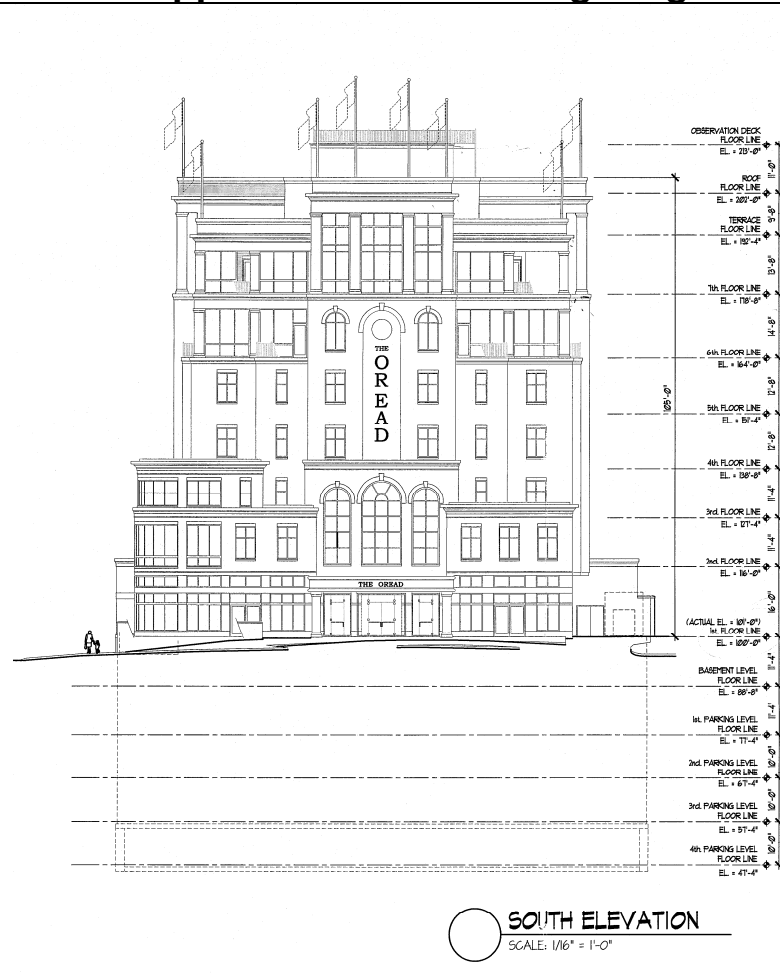 OBSERVATION DECK
FLOOR LINE
EL. = 213'-0"
11'-0"
ROOF
FLOOR LINE
EL. = 202'-0"
9'-8"
TERRACE
FLOOR LINE
EL. = 192'-4"
13'-8"
7th. FLOOR LINE
EL. = 178'-8"
14'-8"
6th. FLOOR LINE
EL. = 164'-0"
12'-8"
5th. FLOOR LINE
EL. = 151'-4"
12'-8"
4th. FLOOR LINE
EL. = 138'-8"
11'-4"
3rd. FLOOR LINE
EL. = 127'-4"
11'-4"
2nd. FLOOR LINE
EL. = 116'-0"
16'-0"
(ACTUAL EL. = 101'-0")
1st. FLOOR LINE
EL. = 100'-0"
11'-4"
BASEMENT LEVEL
FLOOR LINE
EL. = 88'-8"
11'-4"
1st. PARKING LEVEL
FLOOR LINE
EL. = 77'-4"
10'-0"
2nd. PARKING LEVEL
FLOOR LINE
EL. = 67'-4"
10'-0"
3rd. PARKING LEVEL
FLOOR LINE
EL. = 57'-4"
10'-0"
4th. PARKING LEVEL
FLOOR LINE
EL. = 47'-4"
105'-0"
THE
OREAD
THE OREAD
SOUTH ELEVATION
SCALE: 1/16" = 1'-0"